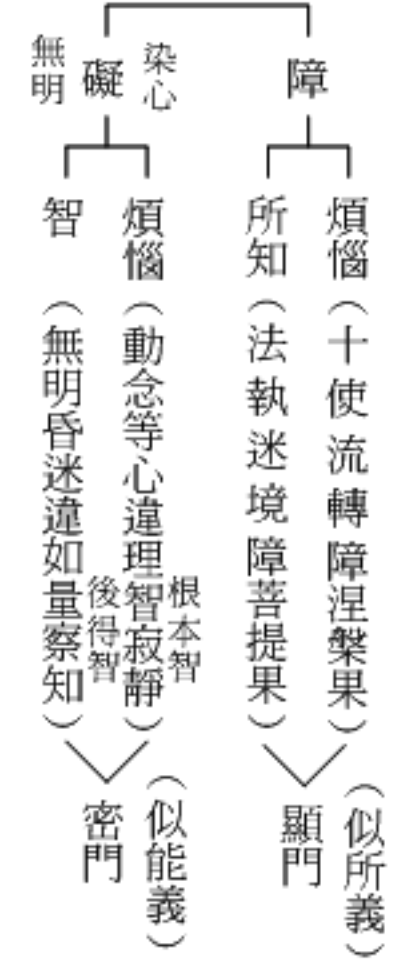 障
煩惱（十使流轉障涅槃果）
所知（法執迷境障菩提果）
（似所義）
顯門
染心
礙
無明
煩惱（動念等心違理智寂靜）
根本智
智（無明昏迷違如量察知）
後得智
（似能義）
密門